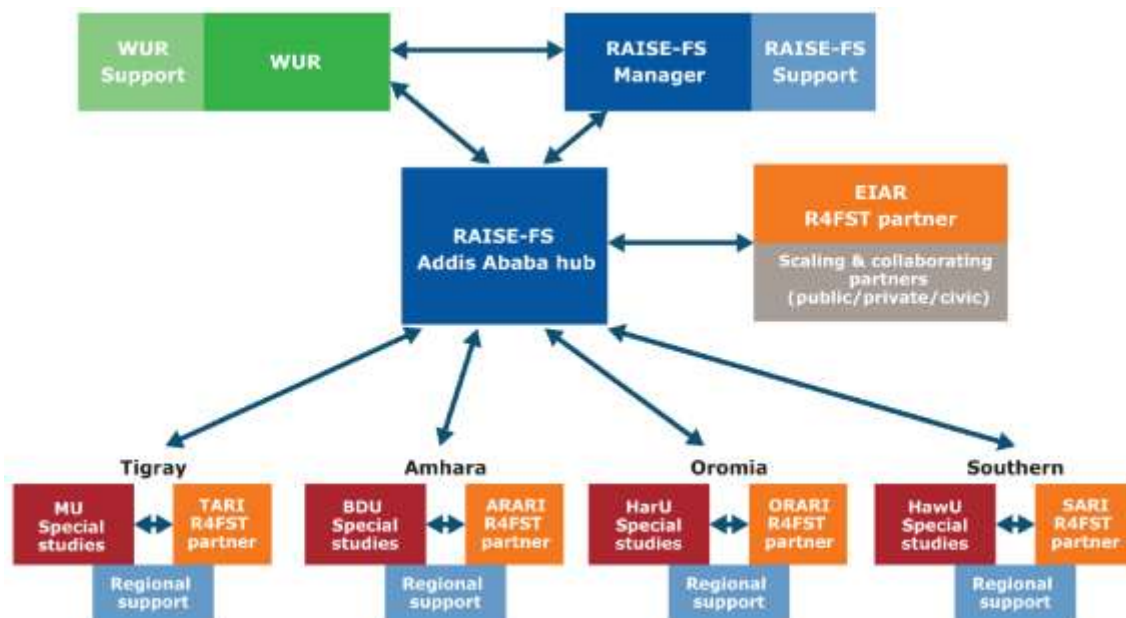 WUR
Support
WUR
RAISE-FS
Manager
RAISE-FS
Support
RAISE-FS
Addis Ababa hub
EIAR
R4FST partner
Scaling & collaborating
partners
(public/private/civic)
Tigray
Amhara
Oromia
Southern
MU
Special
studies
TARI
R4FST
partner
Regional
support
BDU
Special
studies
ARARI
R4FST
partner
Regional
support
HarU
Special
studies
ORARI
R4FST
partner
Regional
support
HawU
Special
studies
SARI
R4FST
partner
Regional
support